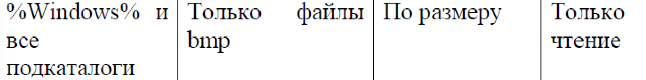 %Windows% и все подкаталоги
Только файлы bmp
По размеру
Только чтение